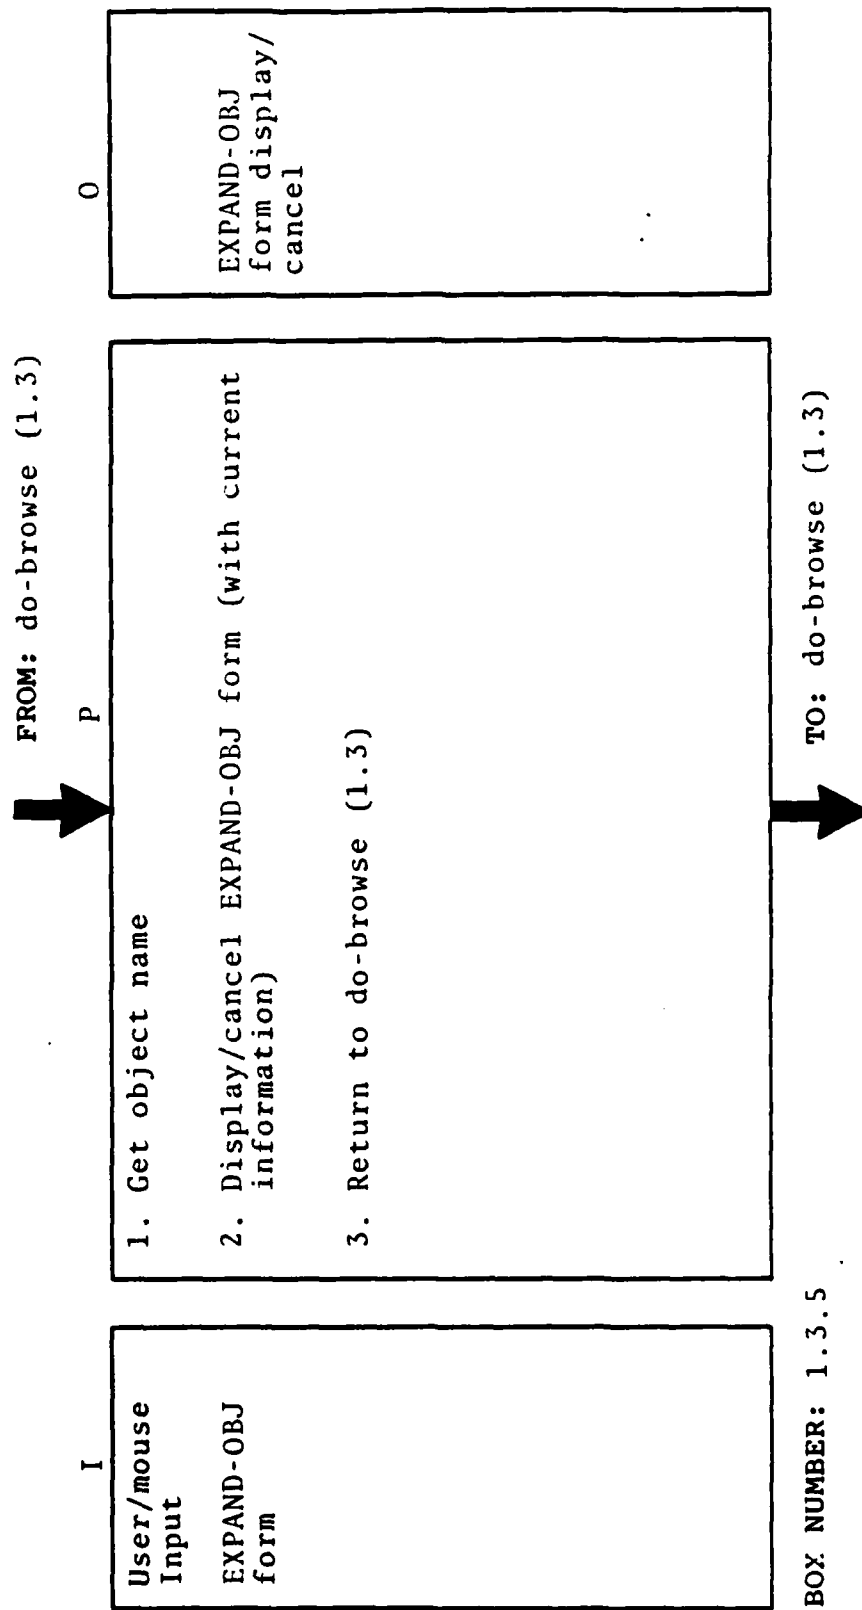 FROM: do-browse (1.3)
I
P
O
User/mouse
Input
EXPAND-OBJ
form
1. Get object name
2. Display/cancel EXPAND-OBJ form (with current
information)
3. Return to do-browse (1.3)
EXPAND-OBJ
form display/
cancel
BOX NUMBER: 1.3.5
TO: do-browse (1.3)